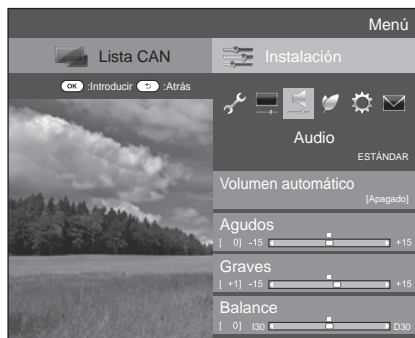 Menú
Lista CAN
Instalación
OK :Introducir :Atrás
Audio
ESTÁNDAR
Volumen automático
[Apagado]
Agudos
[ 0] -15 +15
Graves
[ +1] -15 +15
Balance
[ 0] I30 D30